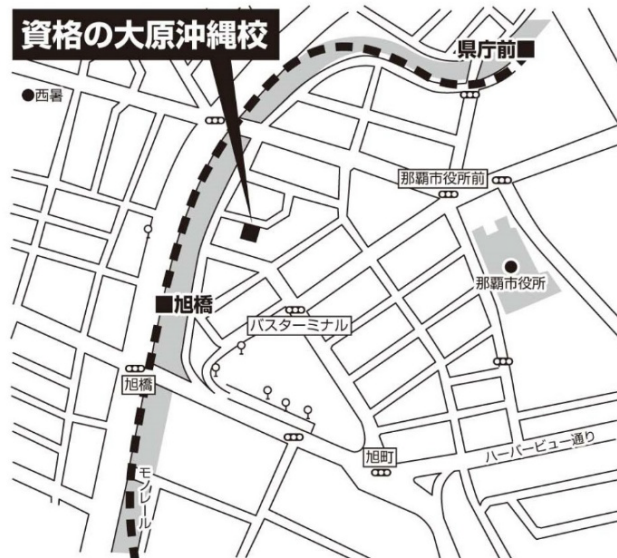 資格の大原沖縄校
県庁前
西暑
那覇市役所前
那覇市役所
旭橋
バスターミナル
旭橋
旭町
ハーバービュー通り
モノレール